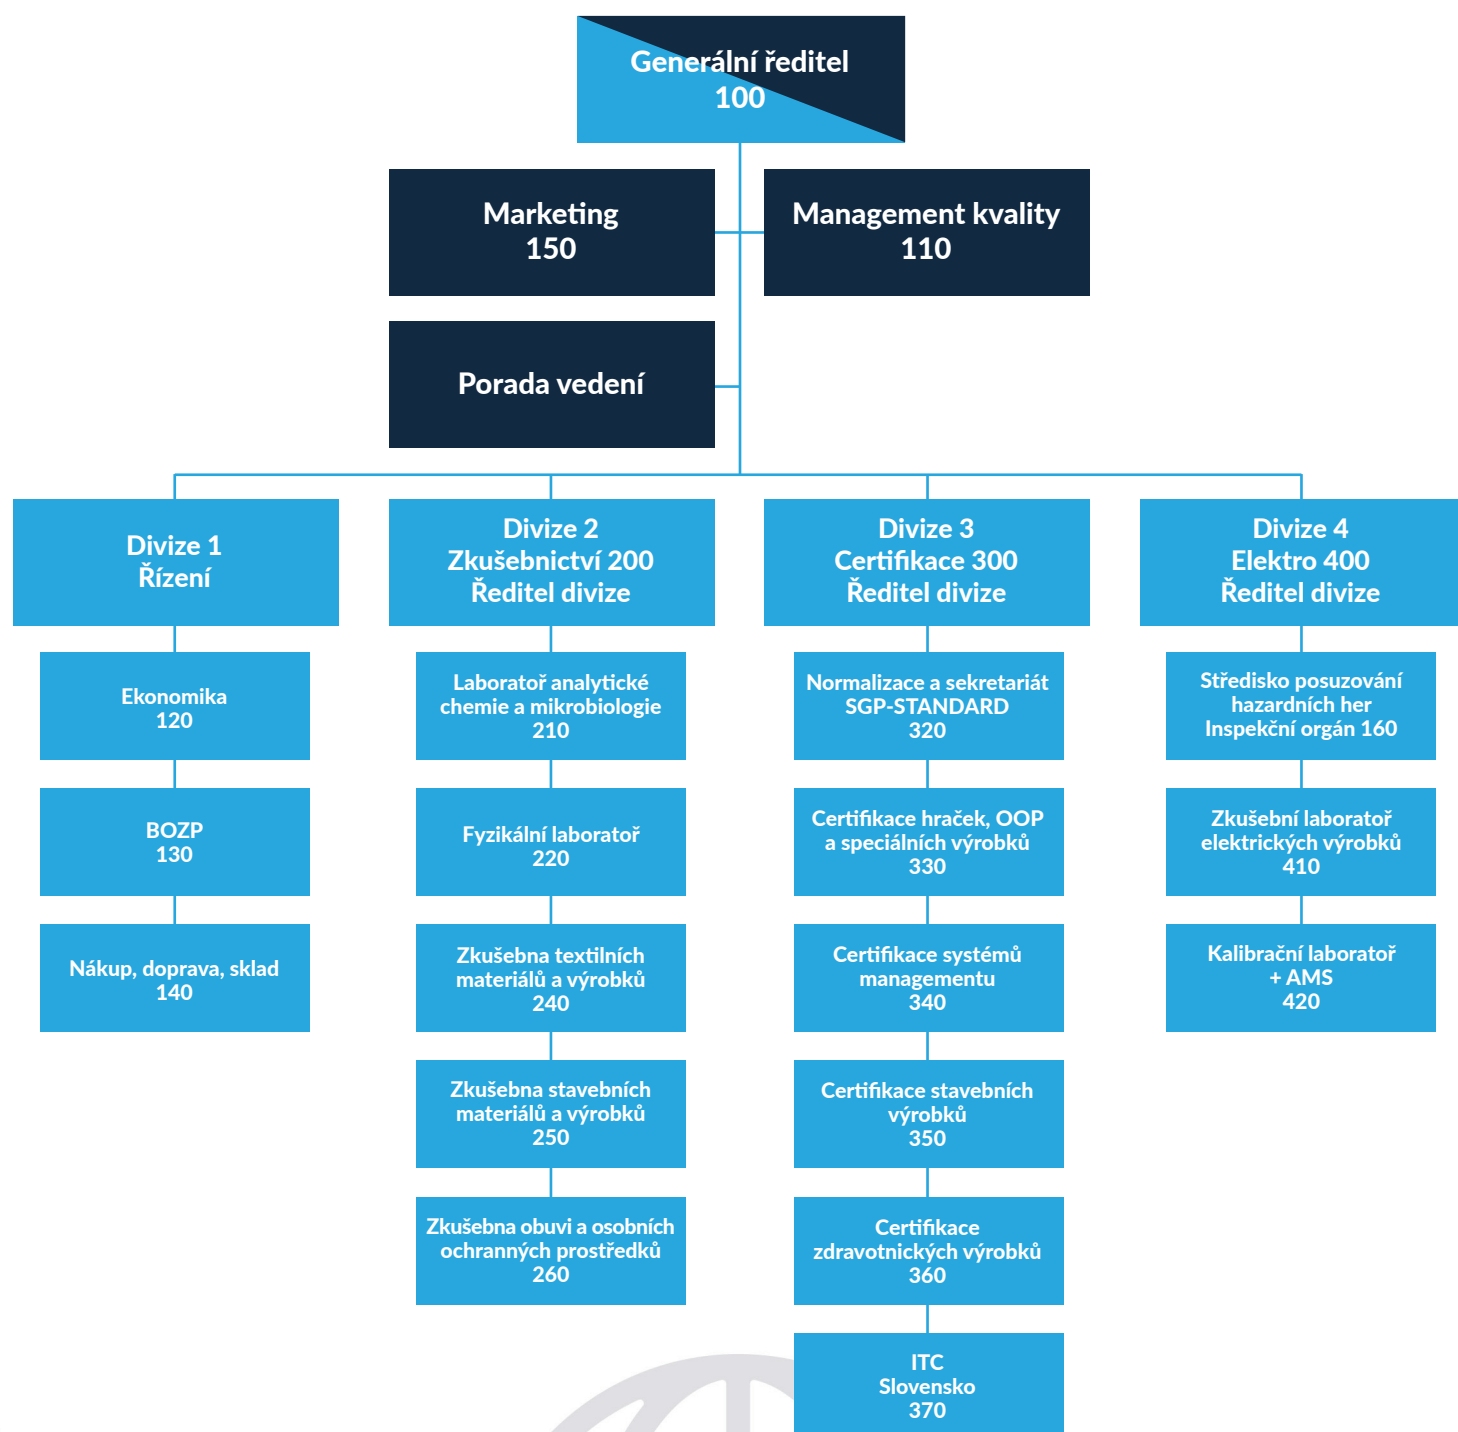 Generální ředitel
100
Marketing
150
Management kvality
110
Porada vedení
Divize 1
Řízení
Divize 2
Zkušebnictví 200
Ředitel divize
Divize 3
Certifikace 300
Ředitel divize
Divize 4
Elektro 400
Ředitel divize
Ekonomika
120
BOZP
130
Nákup, doprava, sklad
140
Laboratoř analytické
chemie a mikrobiologie
210
Fyzikální laboratoř
220
Zkušebna textilních
materiálů a výrobků
240
Zkušebna stavebních
materiálů a výrobků
250
Zkušebna obuvi a osobních
ochranných prostředků
260
Normalizace a sekretariát
SGP-STANDARD
320
Certifikace hraček, OOP
a speciálních výrobků
330
Certifikace systémů
managementu
340
Certifikace stavebních
výrobků
350
Certifikace
zdravotnických výrobků
360
ITC
Slovensko
370
Středisko posuzování
hazardních her
Inspekční orgán 160
Zkušební laboratoř
elektrických výrobků
410
Kalibrační laboratoř
+ AMS
420